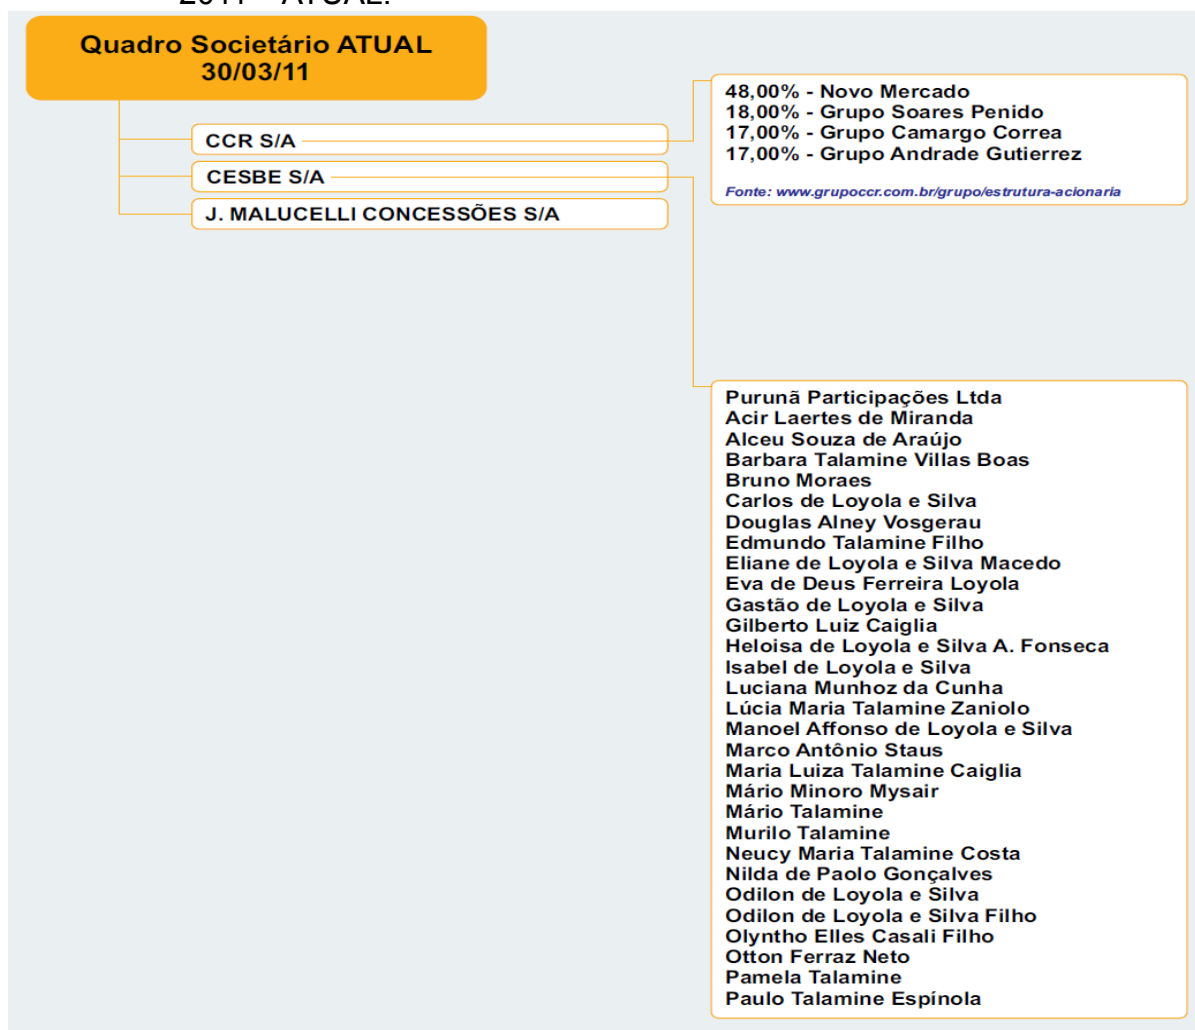 2011 – ATUAL:
Quadro Societário ATUAL
30/03/11
CCR S/A
CESBE S/A
J. MALUCELLI CONCESSÕES S/A
48,00% - Novo Mercado
18,00% - Grupo Soares Penido
17,00% - Grupo Camargo Correa
17,00% - Grupo Andrade Gutierrez
Fonte: www.grupoccr.com.br/grupo/estrutura-acionaria
Purunã Participações Ltda
Acir Laertes de Miranda
Alceu Souza de Araújo
Barbara Talamine Villas Boas
Bruno Moraes
Carlos de Loyola e Silva
Douglas Alney Vosgerau
Edmundo Talamine Filho
Eliane de Loyola e Silva Macedo
Eva de Deus Ferreira Loyola
Gastão de Loyola e Silva
Gilberto Luiz Caiglia
Heloisa de Loyola e Silva A. Fonseca
Isabel de Loyola e Silva
Luciana Munhoz da Cunha
Lúcia Maria Talamine Zaniolo
Manoel Affonso de Loyola e Silva
Marco Antônio Staus
Maria Luiza Talamine Caiglia
Mário Minoro Mysair
Mário Talamine
Murilo Talamine
Neucy Maria Talamine Costa
Nilda de Paolo Gonçalves
Odilon de Loyola e Silva
Odilon de Loyola e Silva Filho
Olyntho Elles Casali Filho
Otton Ferraz Neto
Pamela Talamine
Paulo Talamine Espínola